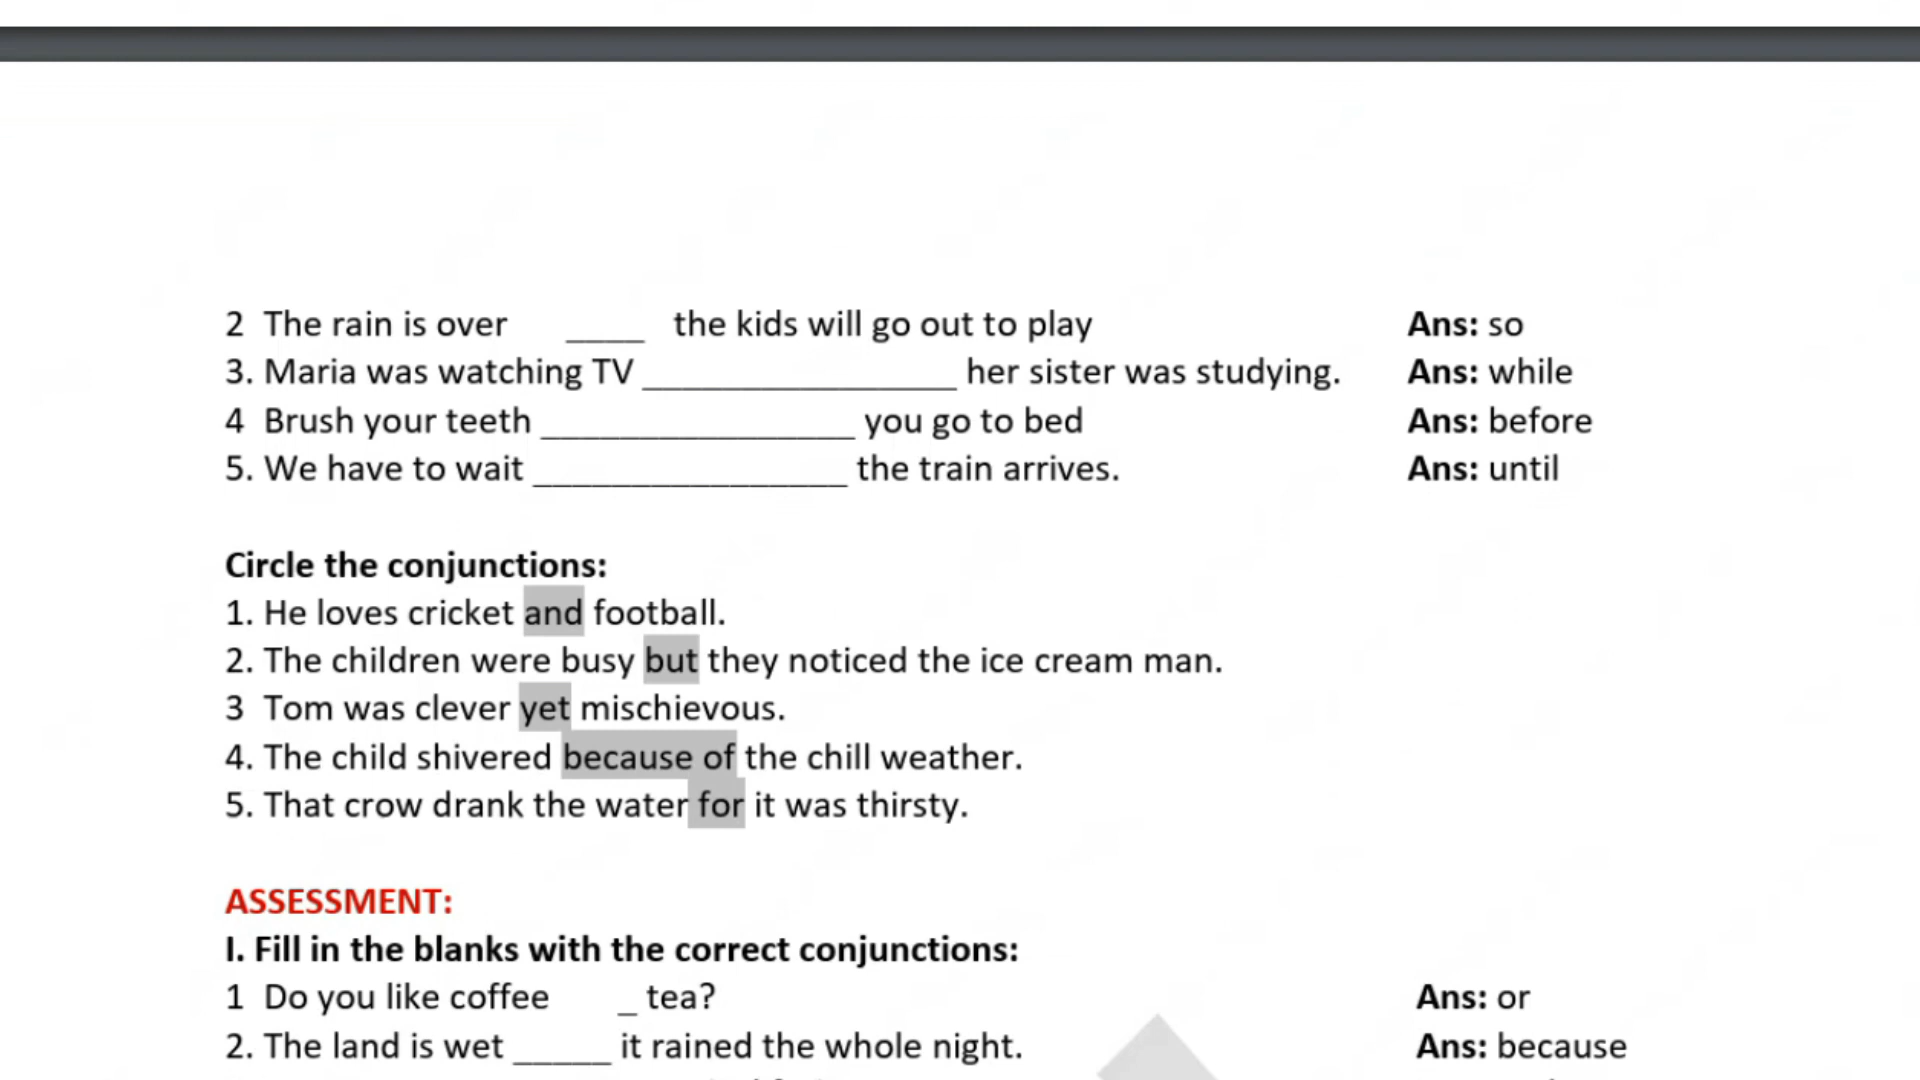 2 The rain is over ____ the kids will go out to play Ans: so
3. Maria was watching TV ________________ her sister was studying. Ans: while
4 Brush your teeth ________________ you go to bed Ans: before
5. We have to wait ________________ the train arrives. Ans: until
Circle the conjunctions:
1. He loves cricket and football.
2. The children were busy but they noticed the ice cream man.
3 Tom was clever yet mischievous.
4. The child shivered because of the chill weather.
5. That crow drank the water for it was thirsty.
ASSESSMENT:
I. Fill in the blanks with the correct conjunctions:
1 Do you like coffee _ tea? Ans: or
2. The land is wet _____ it rained the whole night. Ans: because